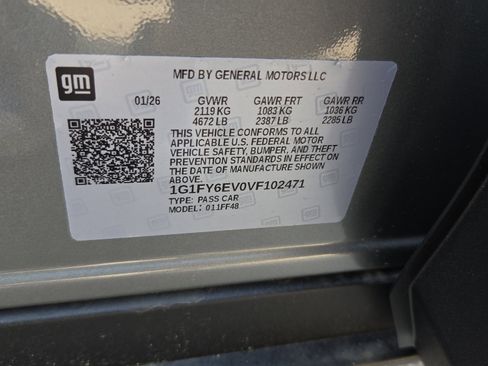 gm
MFD BY GENERAL MOTORS LLC
01/26 GVWR GAWR FRT GAWR RR
2119 KG 1083 KG 1036 KG
4672 LB 2387 LB 2285 LB
THIS VEHICLE CONFORMS TO ALL
APPLICABLE U.S. FEDERAL MOTOR
VEHICLE SAFETY, BUMPER, AND THEFT
PREVENTION STANDARDS IN EFFECT ON
THE DATE OF MANUFACTURE SHOWN
ABOVE.
1G1FY6EV0VF102471
TYPE: PASS CAR
MODEL: 011FF48